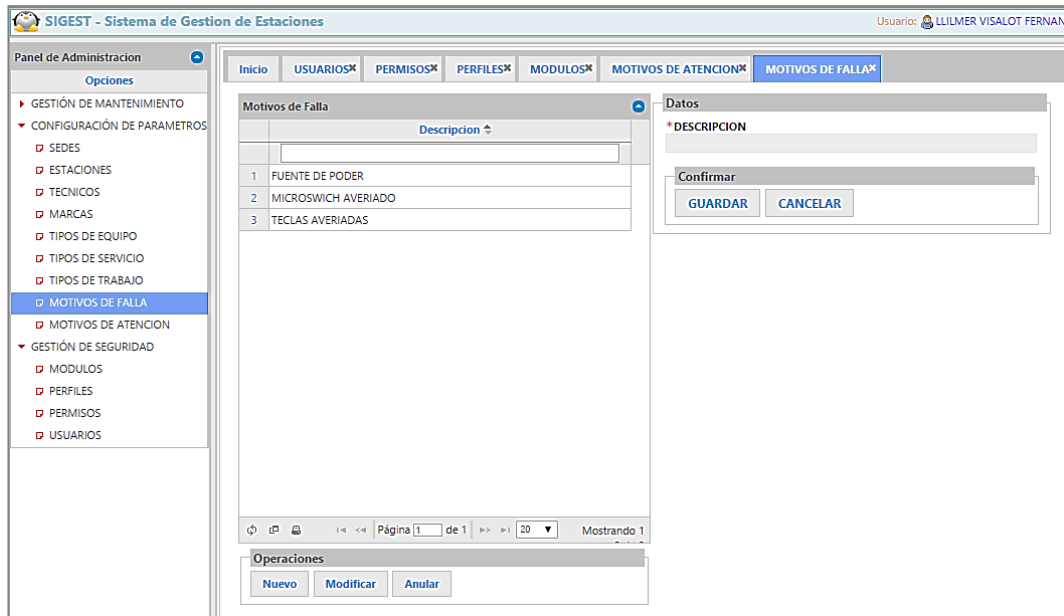 SIGEST - Sistema de Gestion de Estaciones
Usuario: LLILMER VISALOT FERNAN
Panel de Administracion
Opciones
GESTIÓN DE MANTENIMIENTO
CONFIGURACIÓN DE PARAMETROS
SEDES
ESTACIONES
TECNICOS
MARCAS
TIPOS DE EQUIPO
TIPOS DE SERVICIO
TIPOS DE TRABAJO
MOTIVOS DE FALLA
MOTIVOS DE ATENCION
GESTIÓN DE SEGURIDAD
MODULOS
PERFILES
PERMISOS
USUARIOS
Inicio USUARIOS PERMISOS PERFILES MODULOS MOTIVOS DE ATENCION MOTIVOS DE FALLA
Motivos de Falla
Descripcion
1 FUENTE DE PODER
2 MICROSWICH AVERIADO
3 TECLAS AVERIADAS
Página 1 de 1 20 Mostrando 1
Operaciones
Nuevo Modificar Anular
Datos
*DESCRIPCION
Confirmar
GUARDAR CANCELAR